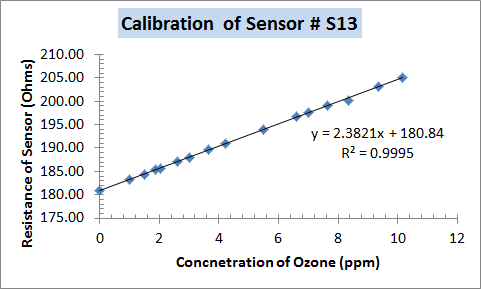 Calibration of Sensor # S13
Resistance of Sensor (Ohms)
210.00
205.00
200.00
195.00
190.00
185.00
180.00
175.00
y = 2.3821x + 180.84
R² = 0.9995
0 2 4 6 8 10 12
Concnetration of Ozone (ppm)